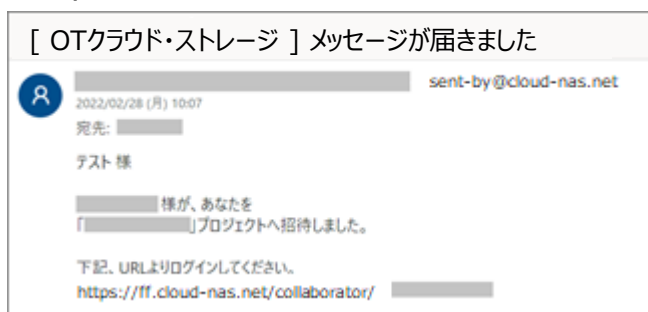 [ OTクラウド・ストレージ ] メッセージが届きました
sent-by@cloud-nas.net
2022/02/28 (月) 10:07
宛先:
テスト 様
様が、あなたを
「」プロジェクトへ招待しました。
下記、URLよりログインしてください。
https://ff.cloud-nas.net/collaborator/